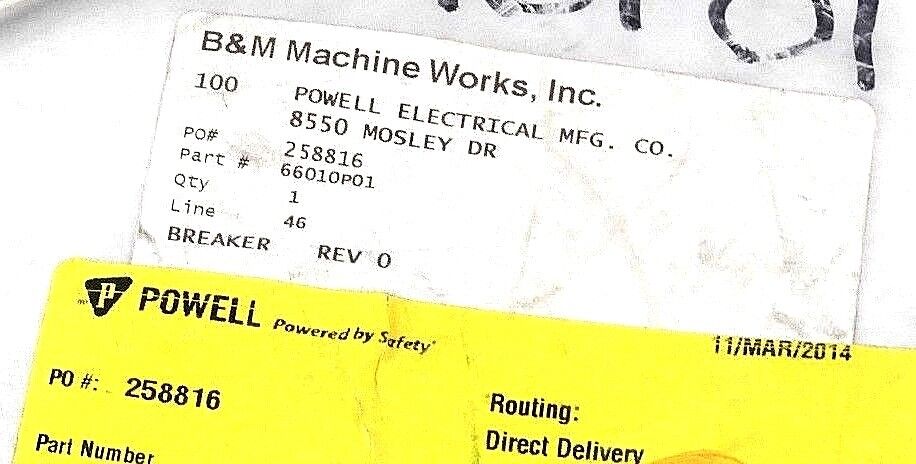 B&M Machine Works, Inc.
100 POWELL ELECTRICAL MFG. CO.
8550 MOSLEY DR
PO# 258816
Part # 66010P01
Qty 1
Line 46
BREAKER REV 0
POWELL Powered by Safety
11/MAR/2014
PO #: 258816
Routing:
Direct Delivery
Part Number